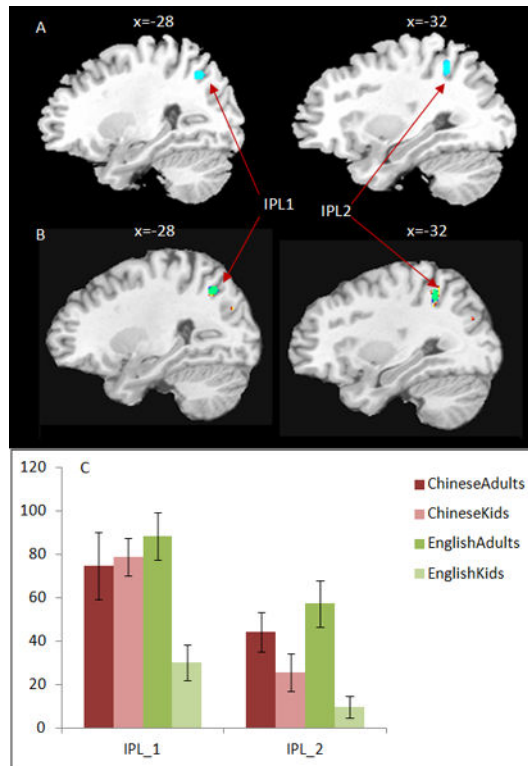 A
x=-28
x=-32
IPL1
IPL2
B
x=-28
x=-32
C
120
100
80
60
40
20
0
IPL_1
IPL_2
ChineseAdults
ChineseKids
EnglishAdults
EnglishKids